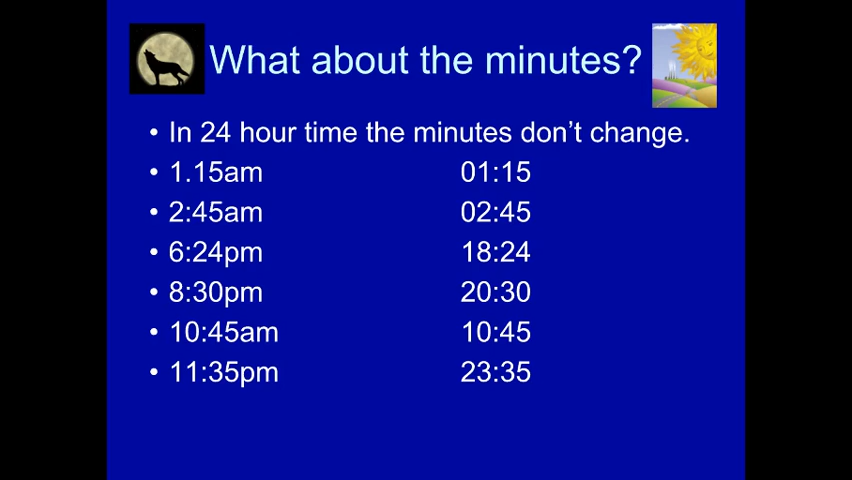 What about the minutes?
• In 24 hour time the minutes don't change.
• 1.15am 01:15
• 2:45am 02:45
• 6:24pm 18:24
• 8:30pm 20:30
• 10:45am 10:45
• 11:35pm 23:35